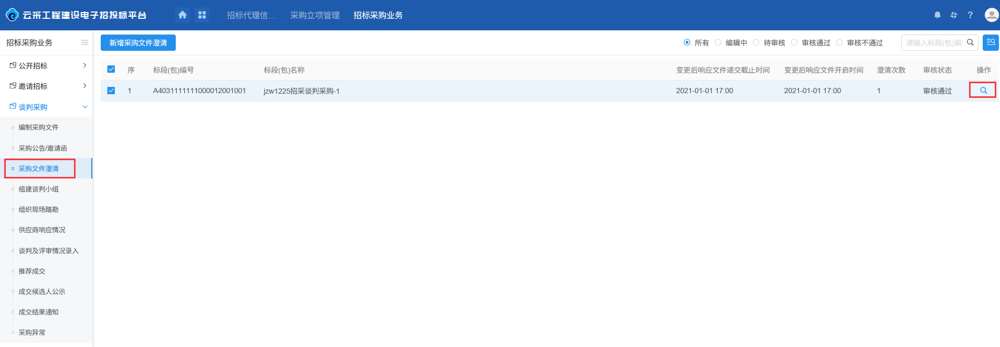 云采工程建设电子招投标平台
招标代理信... 采购立项管理 招标采购业务
招标采购业务
新增采购文件澄清
所有 编辑中 待审核 审核通过 审核不通过
请输入标段(包)编
公开招标
邀请招标
谈判采购
编制采购文件
采购公告/邀请函
采购文件澄清
组建谈判小组
组织现场踏勘
供应商响应情况
谈判及评审情况录入
推荐成交
成交候选人公示
成交结果通知
采购异常
序 标段(包)编号 标段(包)名称 变更后响应文件递交截止时间 变更后响应文件开启时间 澄清次数 审核状态 操作
1 A4031111111000012001001 jzw1225招采谈判采购-1 2021-01-01 17:00 2021-01-01 17:00 1 审核通过